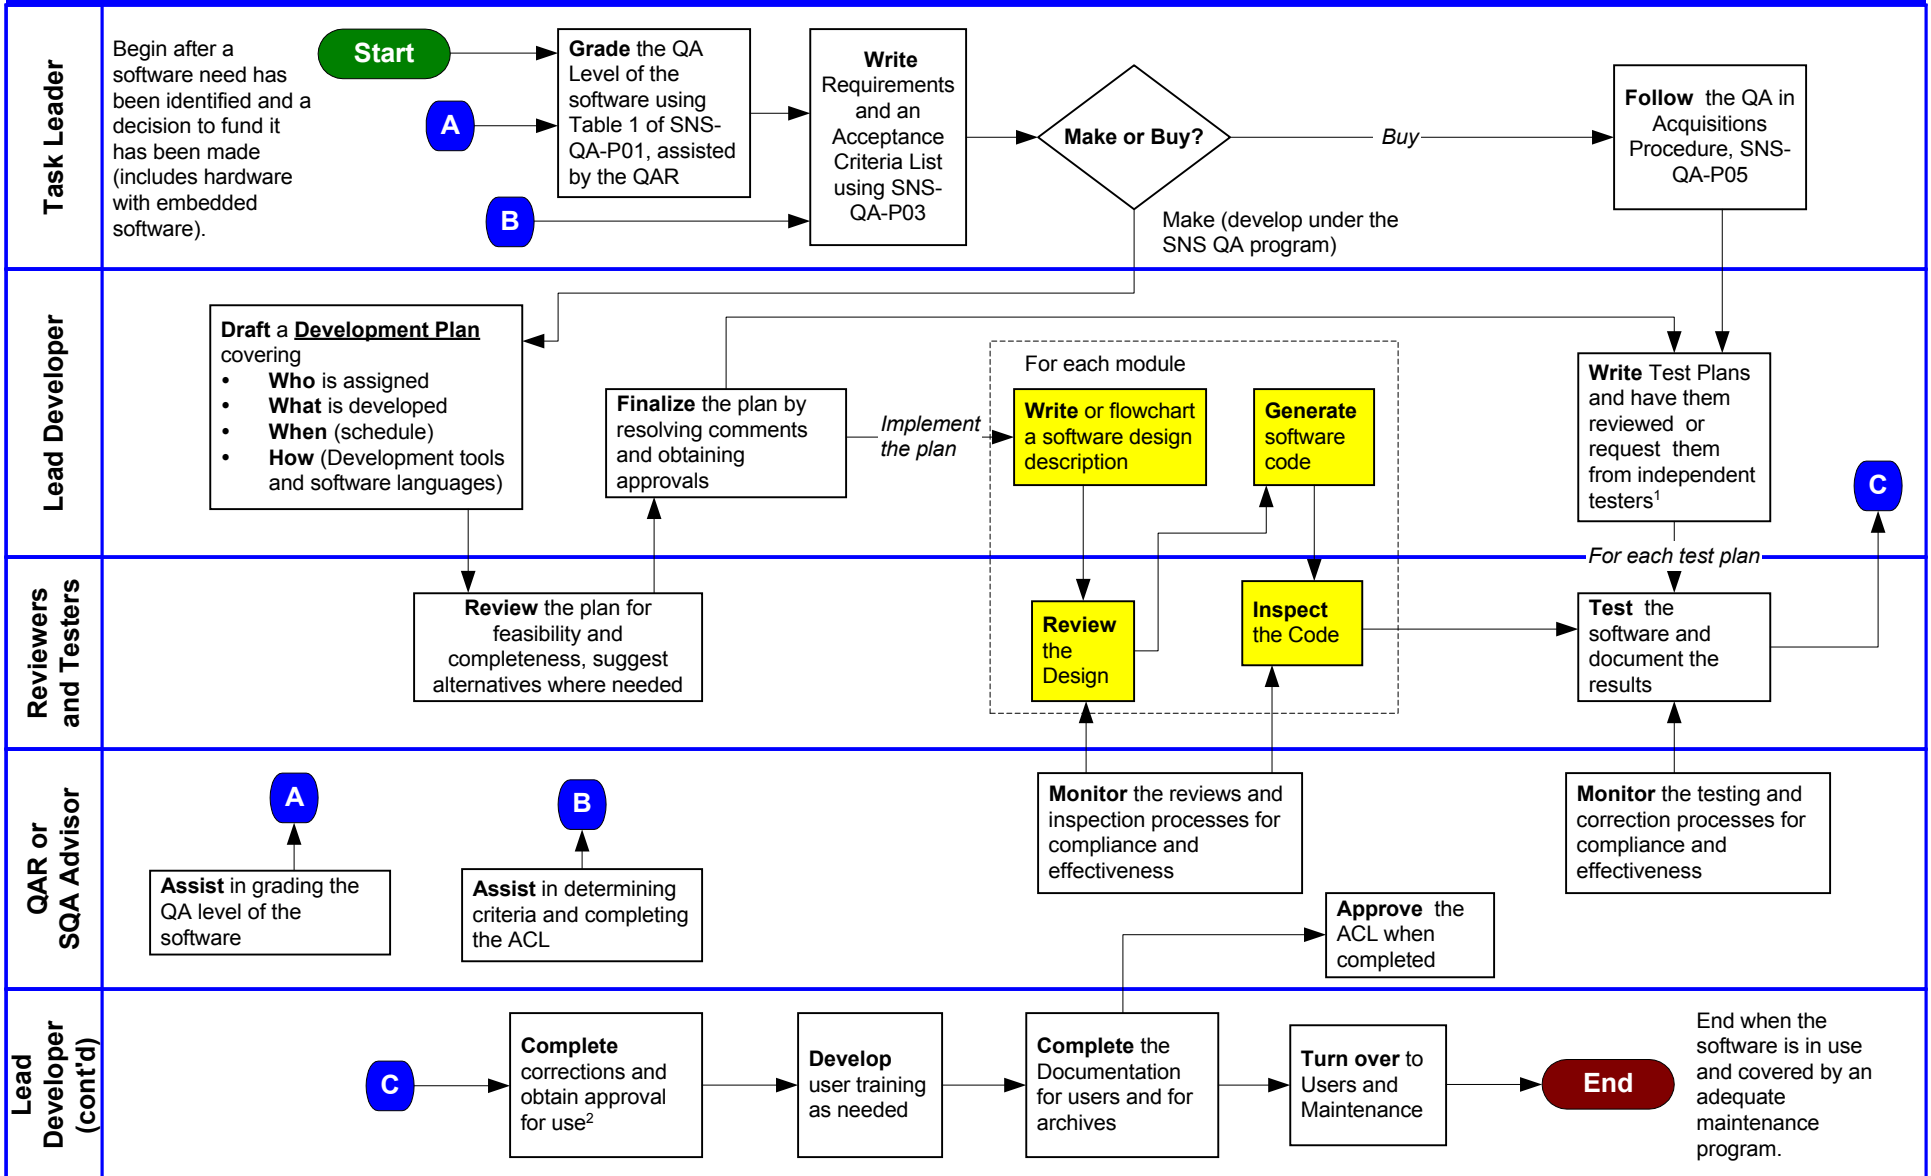 Task Leader
Begin after a
software need has
been identified and a
decision to fund it
has been made
(includes hardware
with embedded
software).
Start
A
B
Grade the QA
Level of the
software using
Table 1 of SNS-
QA-P01, assisted
by the QAR
Write
Requirements
and an
Acceptance
Criteria List
using SNS-
QA-P03
Make or Buy?
Buy
Make (develop under the
SNS QA program)
Follow the QA in
Acquisitions
Procedure, SNS-
QA-P05
Lead Developer
Draft a Development Plan
covering
• Who is assigned
• What is developed
• When (schedule)
• How (Development tools
and software languages)
Finalize the plan by
resolving comments
and obtaining
approvals
Implement
the plan
For each module
Write or flowchart
a software design
description
Generate
software
code
Write Test Plans
and have them
reviewed or
request them
from independent
testers1
C
For each test plan
Reviewers
and Testers
Review the plan for
feasibility and
completeness, suggest
alternatives where needed
Review
the
Design
Inspect
the Code
Test the
software and
document the
results
QAR or
SQA Advisor
A
Assist in grading the
QA level of the
software
B
Assist in determining
criteria and completing
the ACL
Monitor the reviews and
inspection processes for
compliance and
effectiveness
Approve the
ACL when
completed
Monitor the testing and
correction processes for
compliance and
effectiveness
Lead
Developer
(cont'd)
C
Complete
corrections and
obtain approval
for use2
Develop
user training
as needed
Complete the
Documentation
for users and for
archives
Turn over to
Users and
Maintenance
End
End when the
software is in use
and covered by an
adequate
maintenance
program.